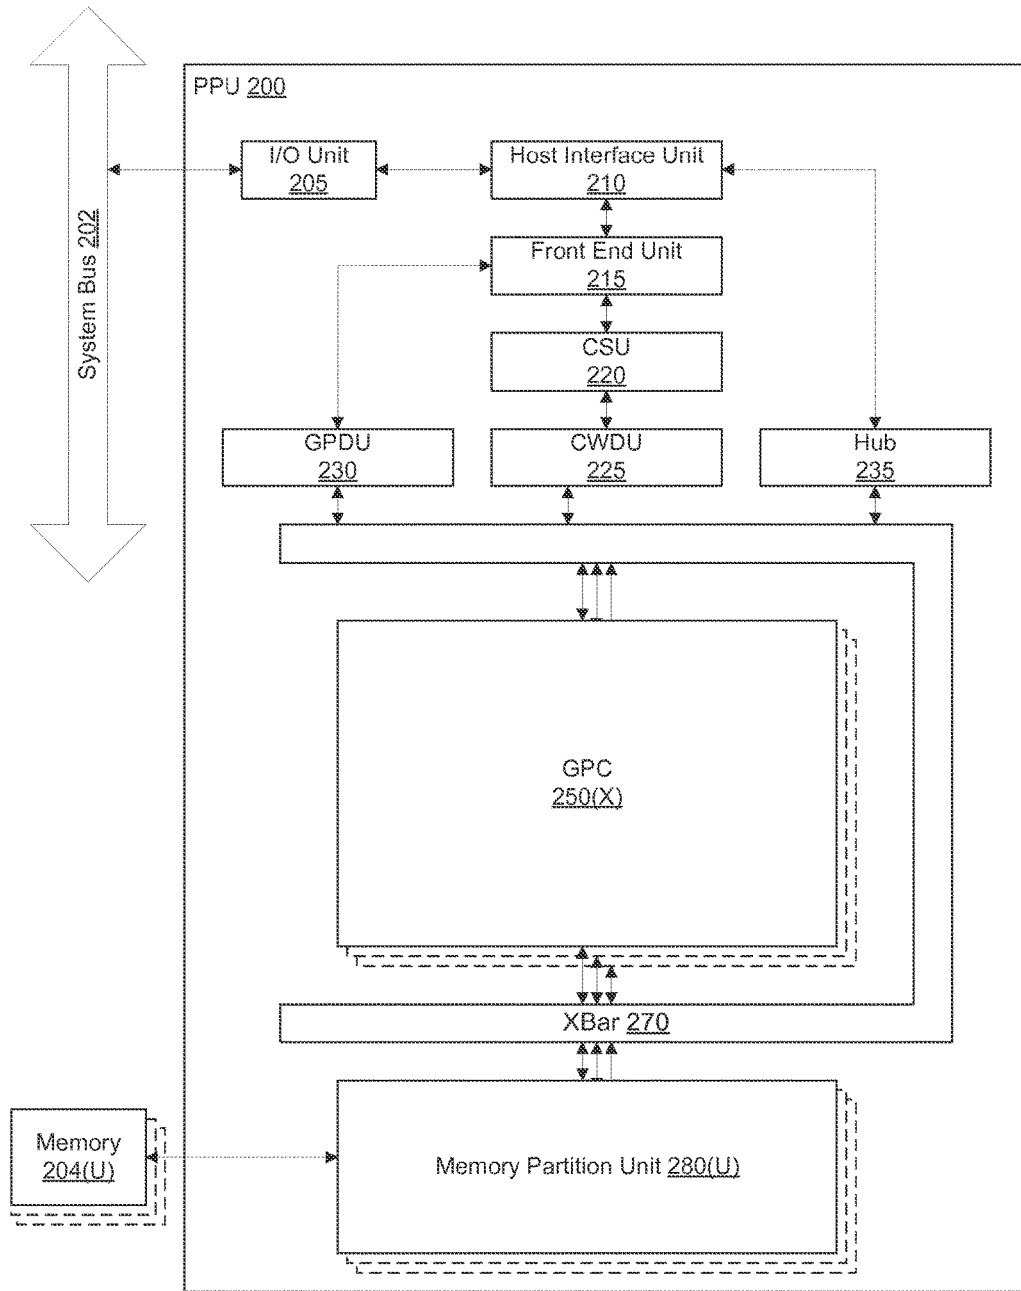 PPU 200
I/O Unit
205
Host Interface Unit
210
System Bus 202
Front End Unit
215
CSU
220
GPDU
230
CWDU
225
Hub
235
GPC
250(X)
XBar 270
Memory
204(U)
Memory Partition Unit 280(U)